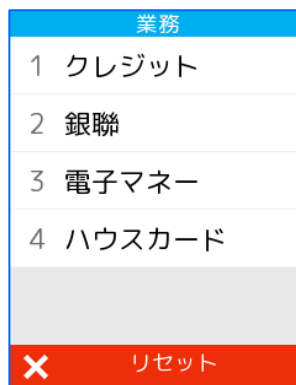 業務
1 クレジット
2 銀聯
3 電子マネー
4 ハウスカード
リセット